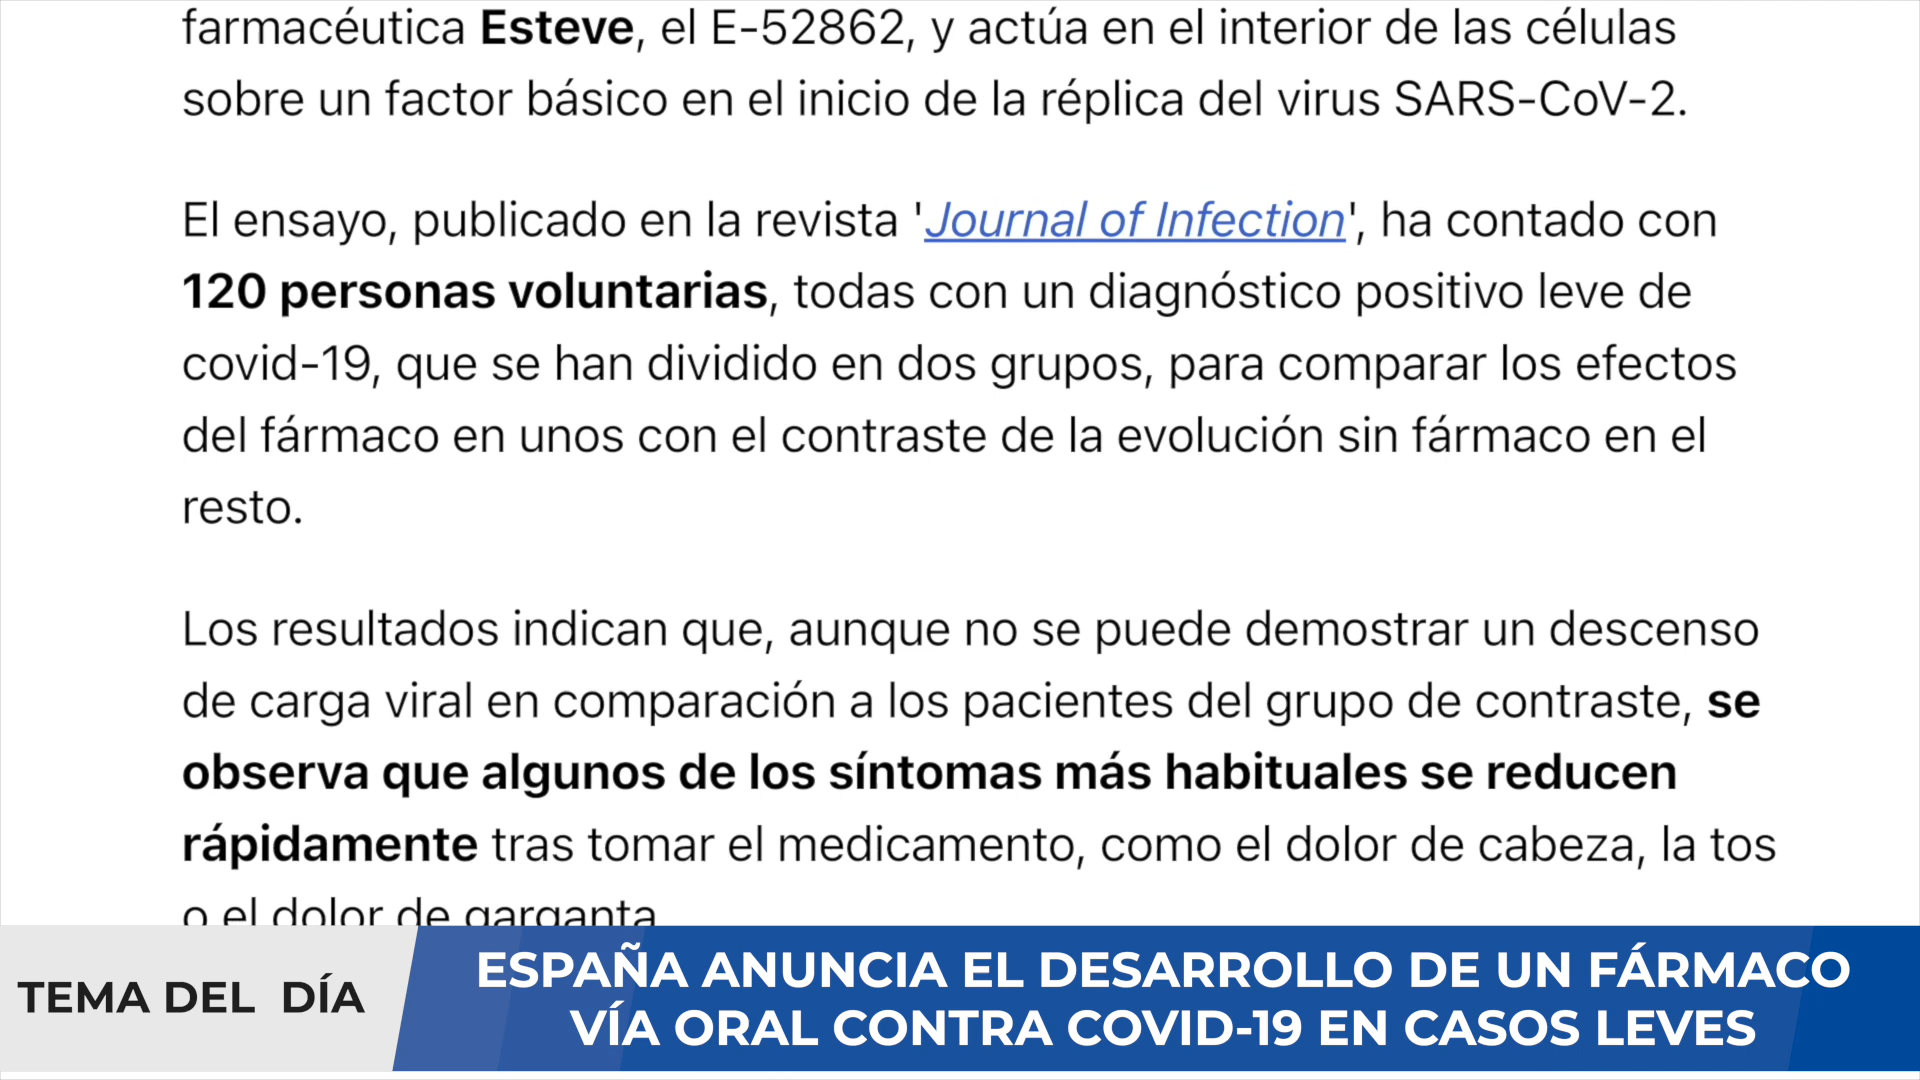 farmacéutica Esteve, el E-52862, y actúa en el interior de las células
sobre un factor básico en el inicio de la réplica del virus SARS-CoV-2.
El ensayo, publicado en la revista 'Journal of Infection', ha contado con
120 personas voluntarias, todas con un diagnóstico positivo leve de
covid-19, que se han dividido en dos grupos, para comparar los efectos
del fármaco en unos con el contraste de la evolución sin fármaco en el
resto.
Los resultados indican que, aunque no se puede demostrar un descenso
de carga viral en comparación a los pacientes del grupo de contraste, se
observa que algunos de los síntomas más habituales se reducen
rápidamente tras tomar el medicamento, como el dolor de cabeza, la tos
o el dolor de garganta
TEMA DEL DÍA
ESPAÑA ANUNCIA EL DESARROLLO DE UN FÁRMACO
VÍA ORAL CONTRA COVID-19 EN CASOS LEVES